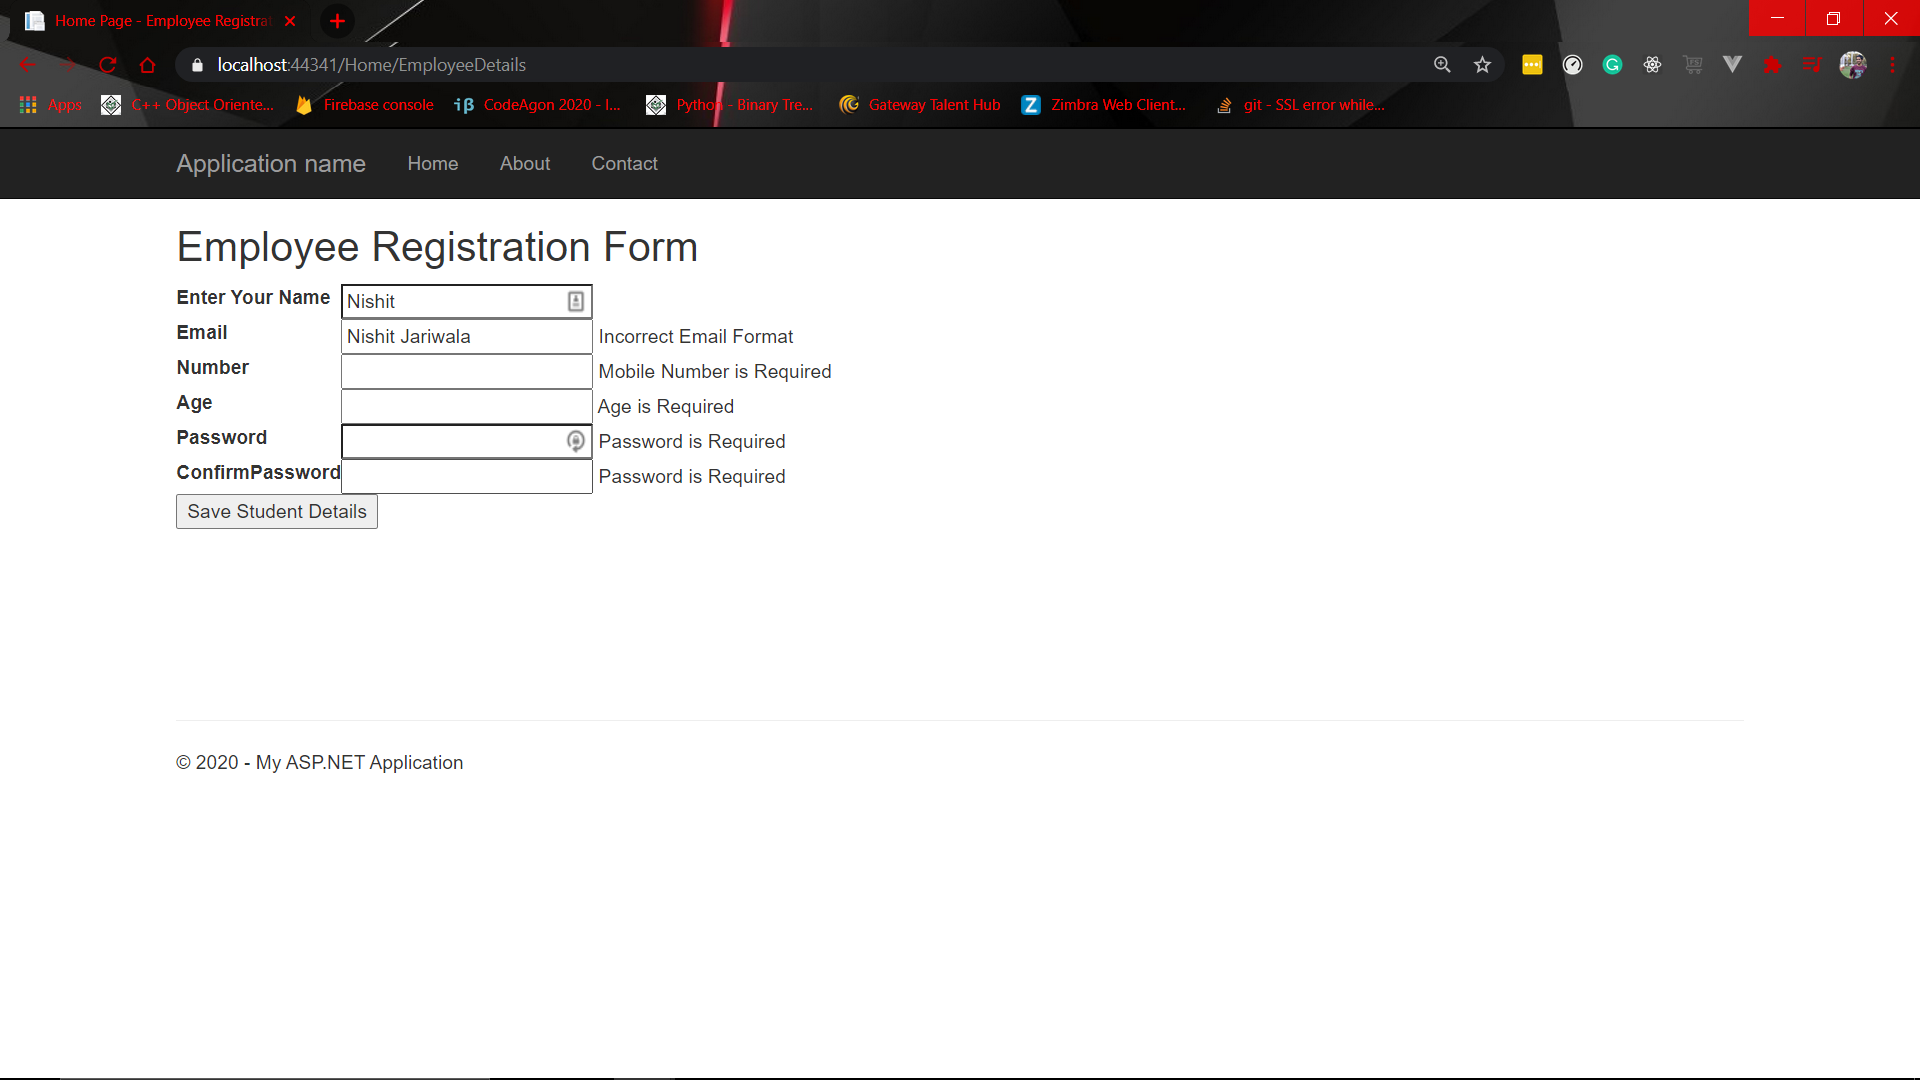 Home Page - Employee Registrat
localhost:44341/Home/EmployeeDetails
Apps C++ Object Oriente... Firebase console iβ CodeAgon 2020 - I... Python - Binary Tre... Gateway Talent Hub Z Zimbra Web Client... git - SSL error while...
Application name Home About Contact
Employee Registration Form
Enter Your Name Nishit
Email Nishit Jariwala Incorrect Email Format
Number Mobile Number is Required
Age Age is Required
Password Password is Required
ConfirmPassword Password is Required
Save Student Details
© 2020 - My ASP.NET Application